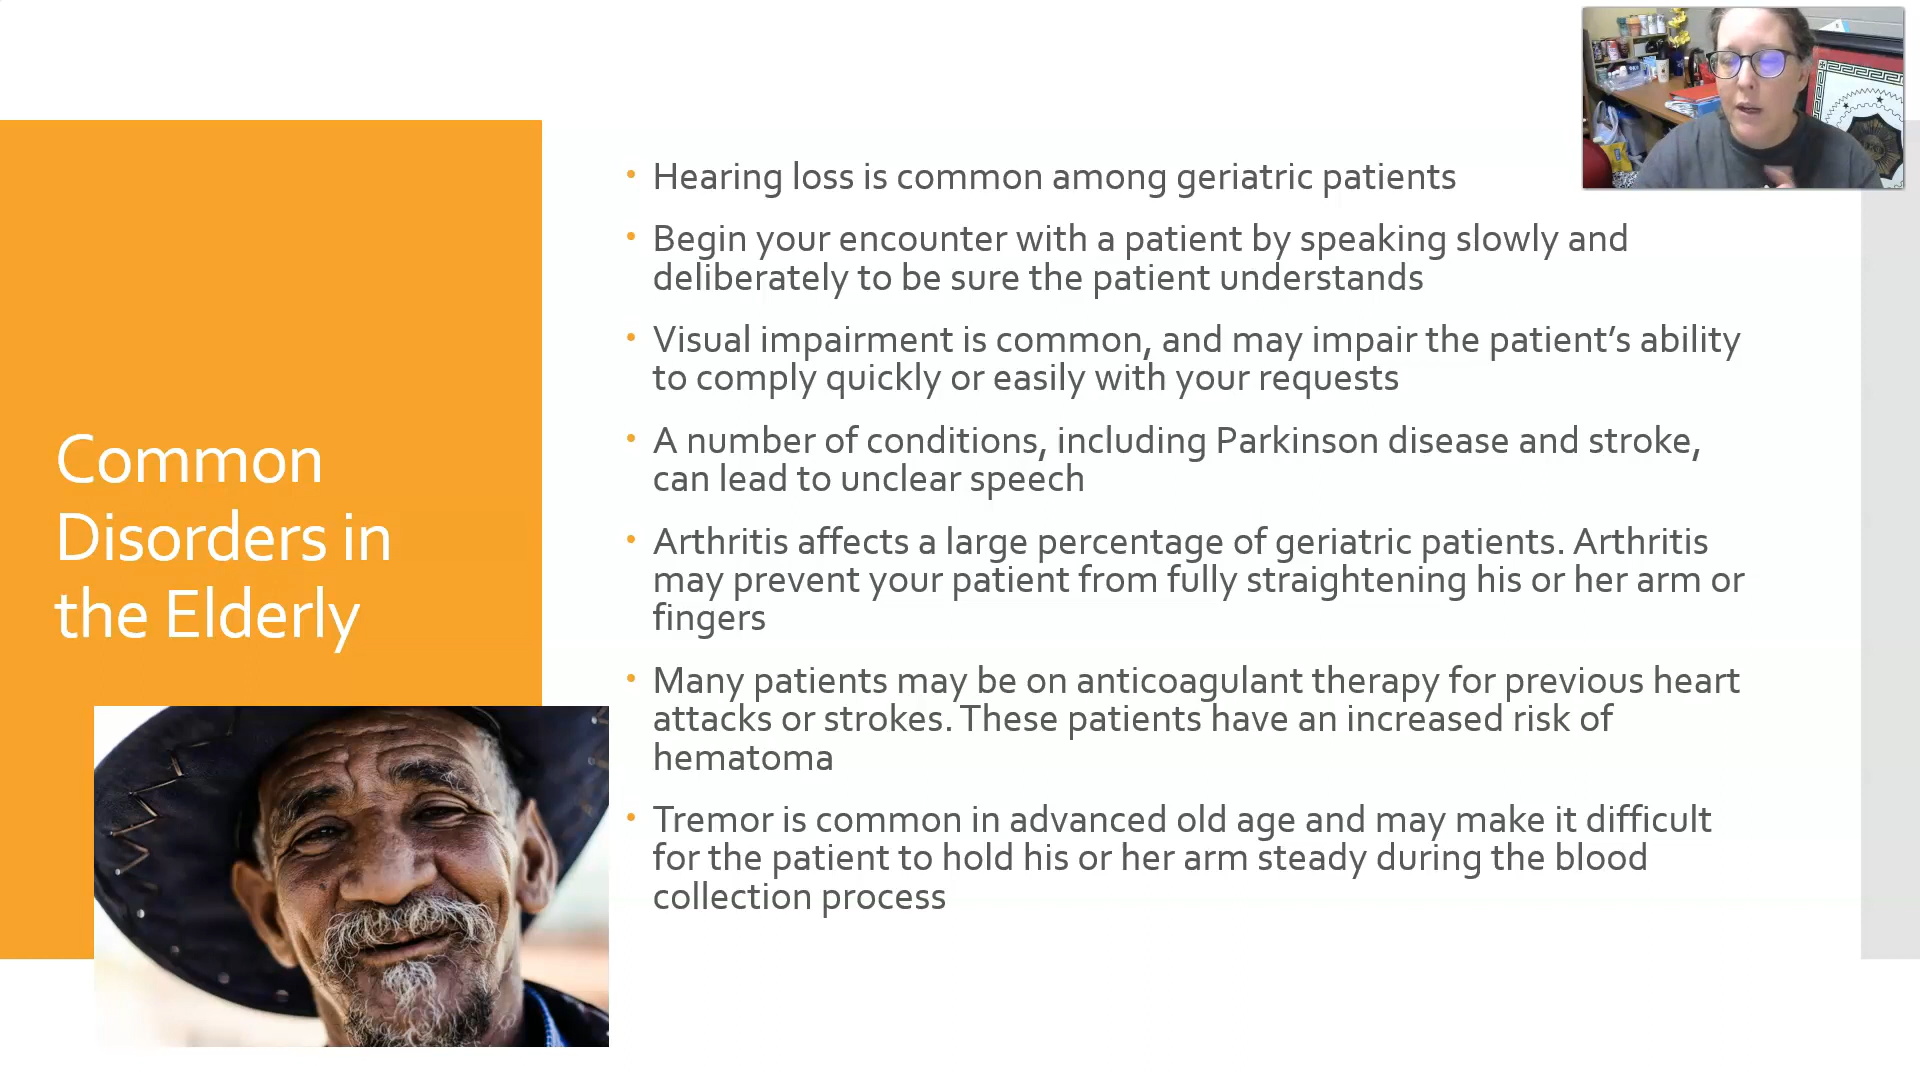 Common
Disorders in
the Elderly
• Hearing loss is common among geriatric patients
• Begin your encounter with a patient by speaking slowly and
deliberately to be sure the patient understands
• Visual impairment is common, and may impair the patient’s ability
to comply quickly or easily with your requests
• A number of conditions, including Parkinson disease and stroke,
can lead to unclear speech
• Arthritis affects a large percentage of geriatric patients. Arthritis
may prevent your patient from fully straightening his or her arm or
fingers
• Many patients may be on anticoagulant therapy for previous heart
attacks or strokes. These patients have an increased risk of
hematoma
• Tremor is common in advanced old age and may make it difficult
for the patient to hold his or her arm steady during the blood
collection process